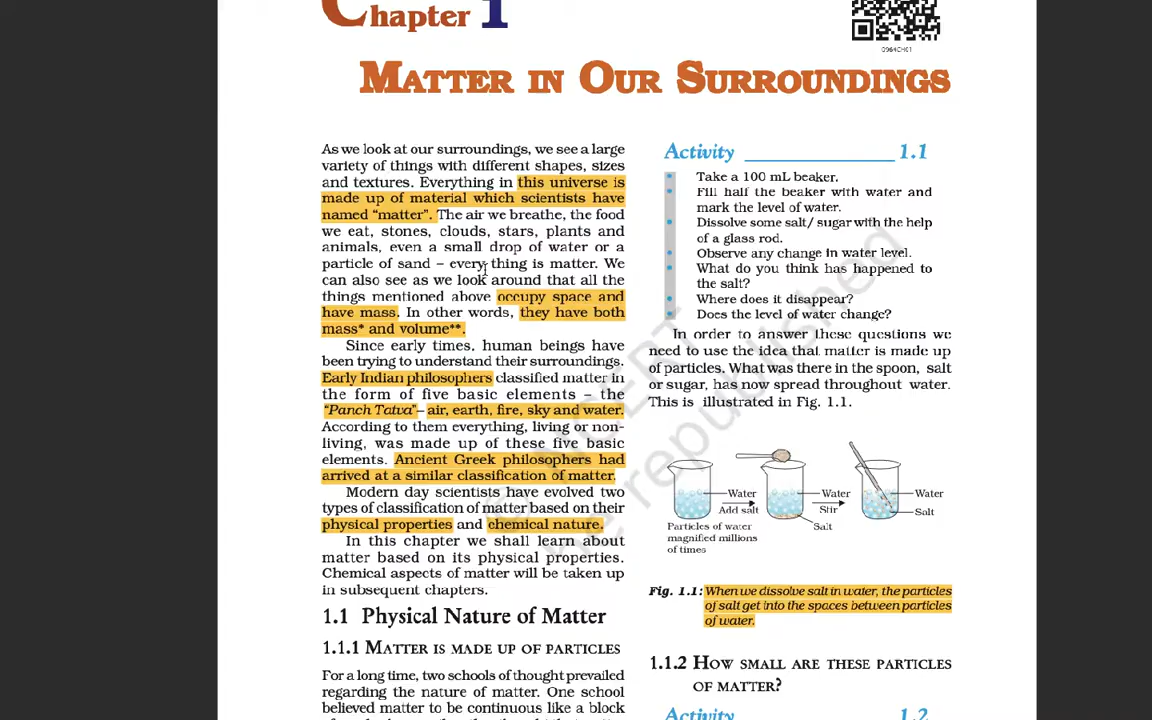 Chapter 1
0964CH01
MATTER IN OUR SURROUNDINGS
As we look at our surroundings, we see a large
variety of things with different shapes, sizes
and textures. Everything in this universe is
made up of material which scientists have
named “matter”. The air we breathe, the food
we eat, stones, clouds, stars, plants and
animals, even a small drop of water or a
particle of sand – every thing is matter. We
can also see as we look around that all the
things mentioned above occupy space and
have mass. In other words, they have both
mass* and volume**.
Since early times, human beings have
been trying to understand their surroundings.
Early Indian philosophers classified matter in
the form of five basic elements – the
“Panch Tatva”– air, earth, fire, sky and water.
According to them everything, living or non-
living, was made up of these five basic
elements. Ancient Greek philosophers had
arrived at a similar classification of matter.
Modern day scientists have evolved two
types of classification of matter based on their
physical properties and chemical nature.
In this chapter we shall learn about
matter based on its physical properties.
Chemical aspects of matter will be taken up
in subsequent chapters.
1.1 Physical Nature of Matter
1.1.1 MATTER IS MADE UP OF PARTICLES
For a long time, two schools of thought prevailed
regarding the nature of matter. One school
believed matter to be continuous like a block
Activity 1.1
• Take a 100 mL beaker.
• Fill half the beaker with water and
mark the level of water.
• Dissolve some salt/ sugar with the help
of a glass rod.
• Observe any change in water level.
• What do you think has happened to
the salt?
• Where does it disappear?
• Does the level of water change?
In order to answer these questions we
need to use the idea that matter is made up
of particles. What was there in the spoon, salt
or sugar, has now spread throughout water.
This is illustrated in Fig. 1.1.
Water
Add salt
Water
Stir
Salt
Water
Salt
Particles of water
magnified millions
of times
Fig. 1.1: When we dissolve salt in water, the particles
of salt get into the spaces between particles
of water.
1.1.2 HOW SMALL ARE THESE PARTICLES
OF MATTER?
Activity 1.2
NCERT
be republished